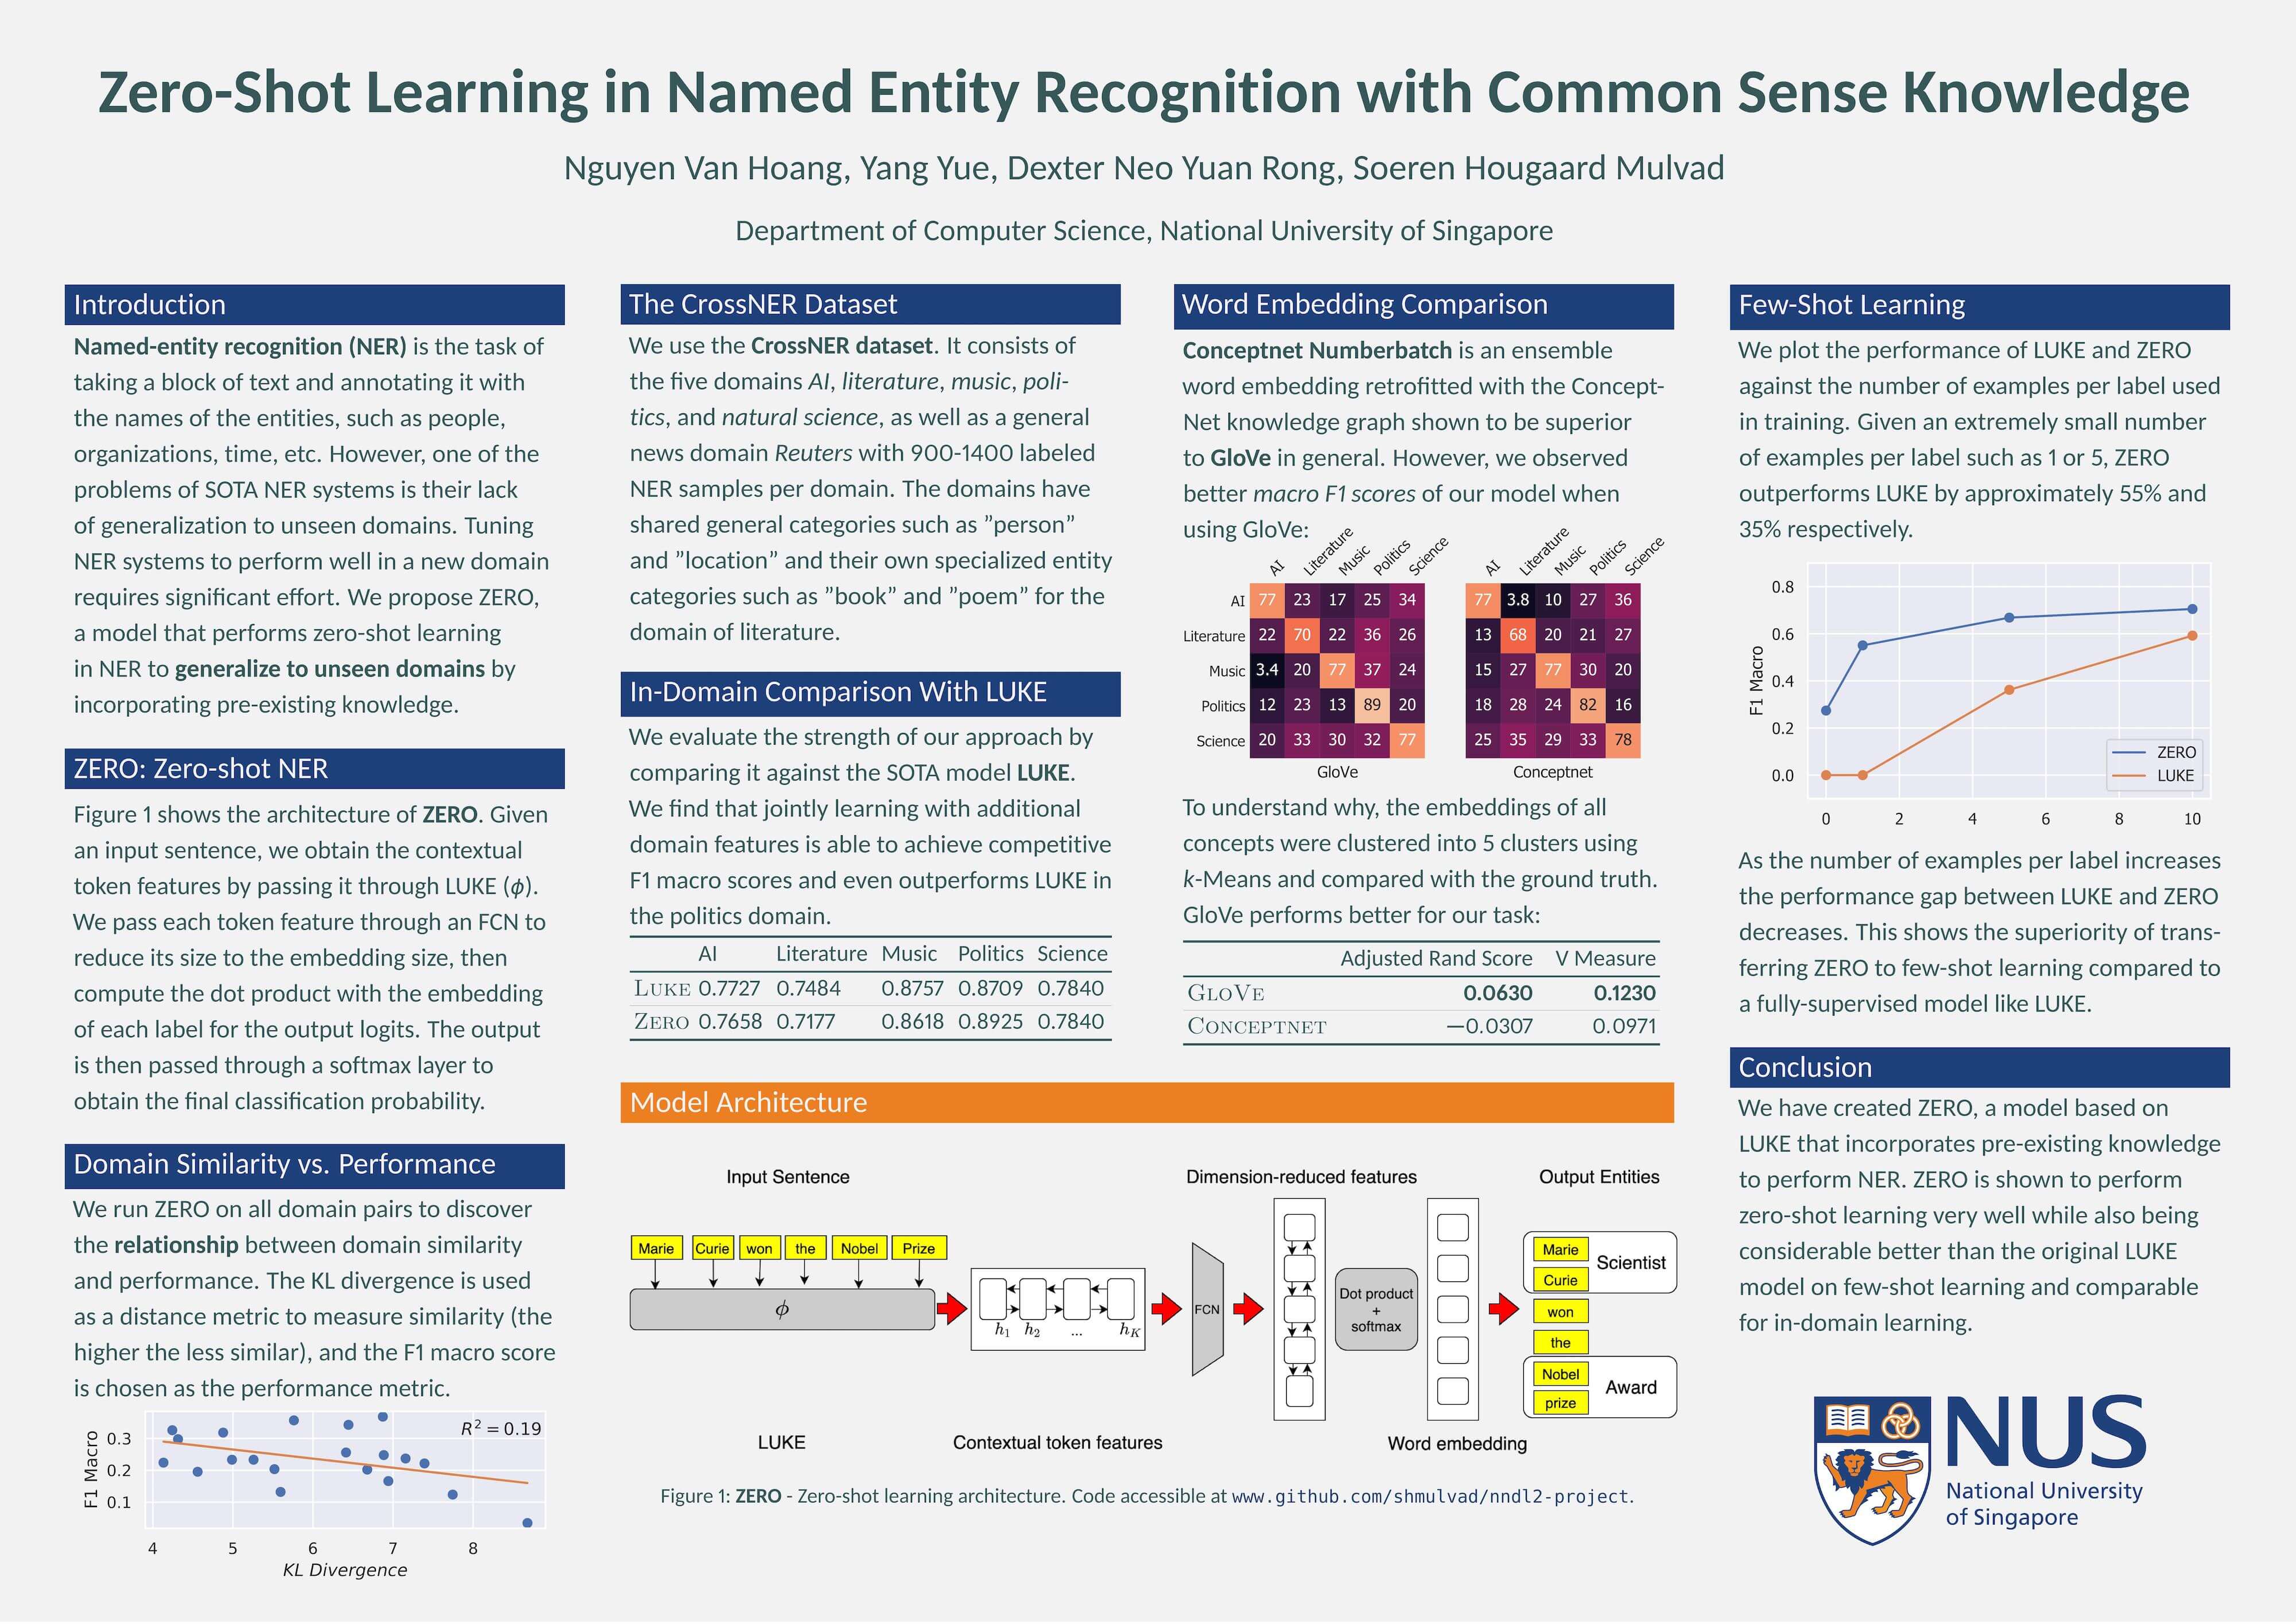 Zero-Shot Learning in Named Entity Recognition with Common Sense Knowledge
Nguyen Van Hoang, Yang Yue, Dexter Neo Yuan Rong, Soeren Hougaard Mulvad
Department of Computer Science, National University of Singapore
Introduction
Named-entity recognition (NER) is the task of
taking a block of text and annotating it with
the names of the entities, such as people,
organizations, time, etc. However, one of the
problems of SOTA NER systems is their lack
of generalization to unseen domains. Tuning
NER systems to perform well in a new domain
requires significant effort. We propose ZERO,
a model that performs zero-shot learning
in NER to generalize to unseen domains by
incorporating pre-existing knowledge.
ZERO: Zero-shot NER
Figure 1 shows the architecture of ZERO. Given
an input sentence, we obtain the contextual
token features by passing it through LUKE (ϕ).
We pass each token feature through an FCN to
reduce its size to the embedding size, then
compute the dot product with the embedding
of each label for the output logits. The output
is then passed through a softmax layer to
obtain the final classification probability.
Domain Similarity vs. Performance
We run ZERO on all domain pairs to discover
the relationship between domain similarity
and performance. The KL divergence is used
as a distance metric to measure similarity (the
higher the less similar), and the F1 macro score
is chosen as the performance metric.
R² = 0.19
F1 Macro
0.3
0.2
0.1
4 5 6 7 8
KL Divergence
The CrossNER Dataset
We use the CrossNER dataset. It consists of
the five domains AI, literature, music, poli-
tics, and natural science, as well as a general
news domain Reuters with 900-1400 labeled
NER samples per domain. The domains have
shared general categories such as ”person”
and ”location” and their own specialized entity
categories such as ”book” and ”poem” for the
domain of literature.
In-Domain Comparison With LUKE
We evaluate the strength of our approach by
comparing it against the SOTA model LUKE.
We find that jointly learning with additional
domain features is able to achieve competitive
F1 macro scores and even outperforms LUKE in
the politics domain.
AI Literature Music Politics Science
LUKE 0.7727 0.7484 0.8757 0.8709 0.7840
ZERO 0.7658 0.7177 0.8618 0.8925 0.7840
Word Embedding Comparison
Conceptnet Numberbatch is an ensemble
word embedding retrofitted with the Concept-
Net knowledge graph shown to be superior
to GloVe in general. However, we observed
better macro F1 scores of our model when
using GloVe:
AI Literature Music Politics Science AI Literature Music Politics Science
AI 77 23 17 25 34 77 3.8 10 27 36
Literature 22 70 22 36 26 13 68 20 21 27
Music 3.4 20 77 37 24 15 27 77 30 20
Politics 12 23 13 89 20 18 28 24 82 16
Science 20 33 30 32 77 25 35 29 33 78
GloVe Conceptnet
To understand why, the embeddings of all
concepts were clustered into 5 clusters using
k-Means and compared with the ground truth.
GloVe performs better for our task:
Adjusted Rand Score V Measure
GLOVE 0.0630 0.1230
CONCEPTNET −0.0307 0.0971
Model Architecture
Input Sentence Dimension-reduced features Output Entities
Marie Curie won the Nobel Prize
ϕ
h1 h2 ... hK
FCN
Dot product
+
softmax
Marie
Curie
Scientist
won
the
Nobel
prize
Award
LUKE Contextual token features Word embedding
Figure 1: ZERO - Zero-shot learning architecture. Code accessible at www.github.com/shmulvad/nndl2-project.
Few-Shot Learning
We plot the performance of LUKE and ZERO
against the number of examples per label used
in training. Given an extremely small number
of examples per label such as 1 or 5, ZERO
outperforms LUKE by approximately 55% and
35% respectively.
F1 Macro
0.8
0.6
0.4
0.2
0.0
ZERO
LUKE
0 2 4 6 8 10
As the number of examples per label increases
the performance gap between LUKE and ZERO
decreases. This shows the superiority of trans-
ferring ZERO to few-shot learning compared to
a fully-supervised model like LUKE.
Conclusion
We have created ZERO, a model based on
LUKE that incorporates pre-existing knowledge
to perform NER. ZERO is shown to perform
zero-shot learning very well while also being
considerable better than the original LUKE
model on few-shot learning and comparable
for in-domain learning.
NUS
National University
of Singapore